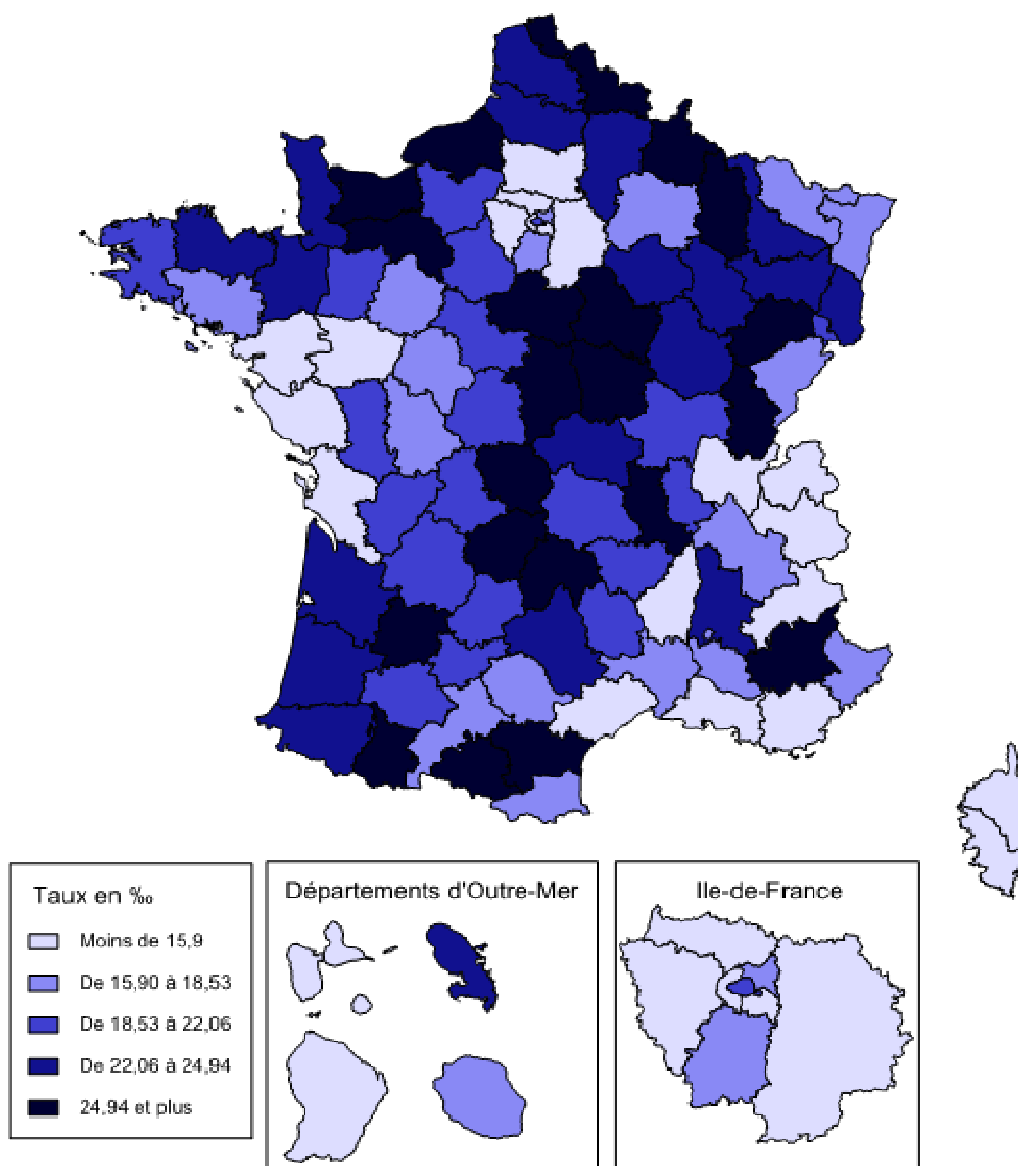 Taux en ‰
Moins de 15,9
De 15,90 à 18,53
De 18,53 à 22,06
De 22,06 à 24,94
24,94 et plus
Départements d'Outre-Mer
Ile-de-France